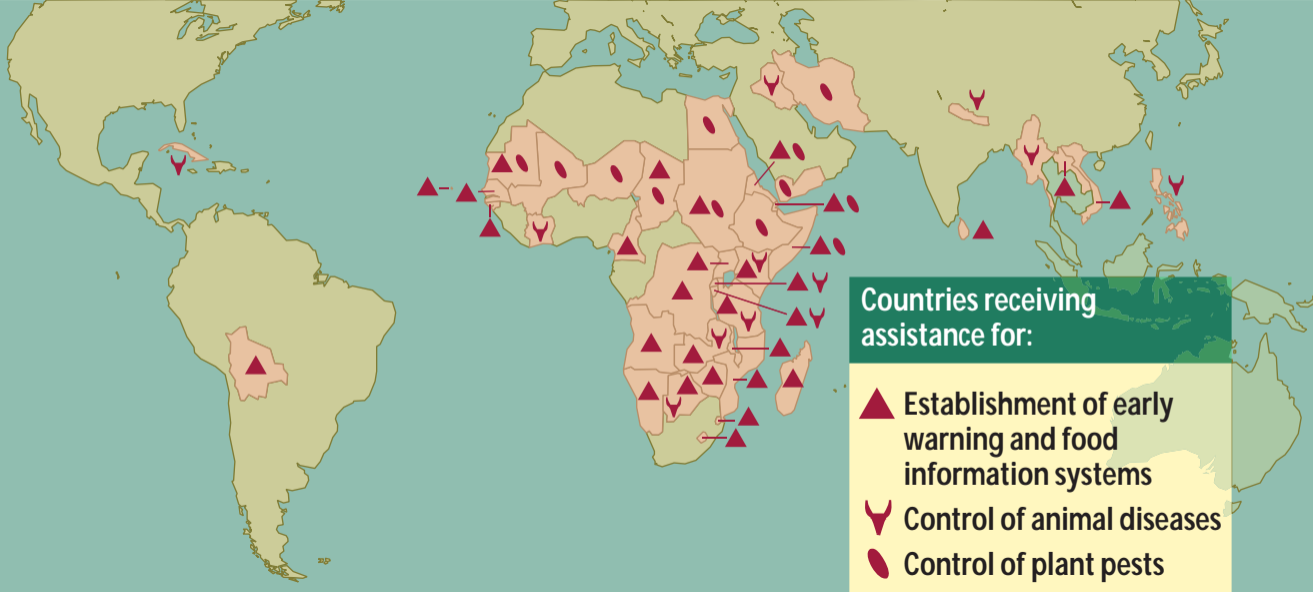 Countries receiving
assistance for:
Establishment of early
warning and food
information systems
Control of animal diseases
Control of plant pests